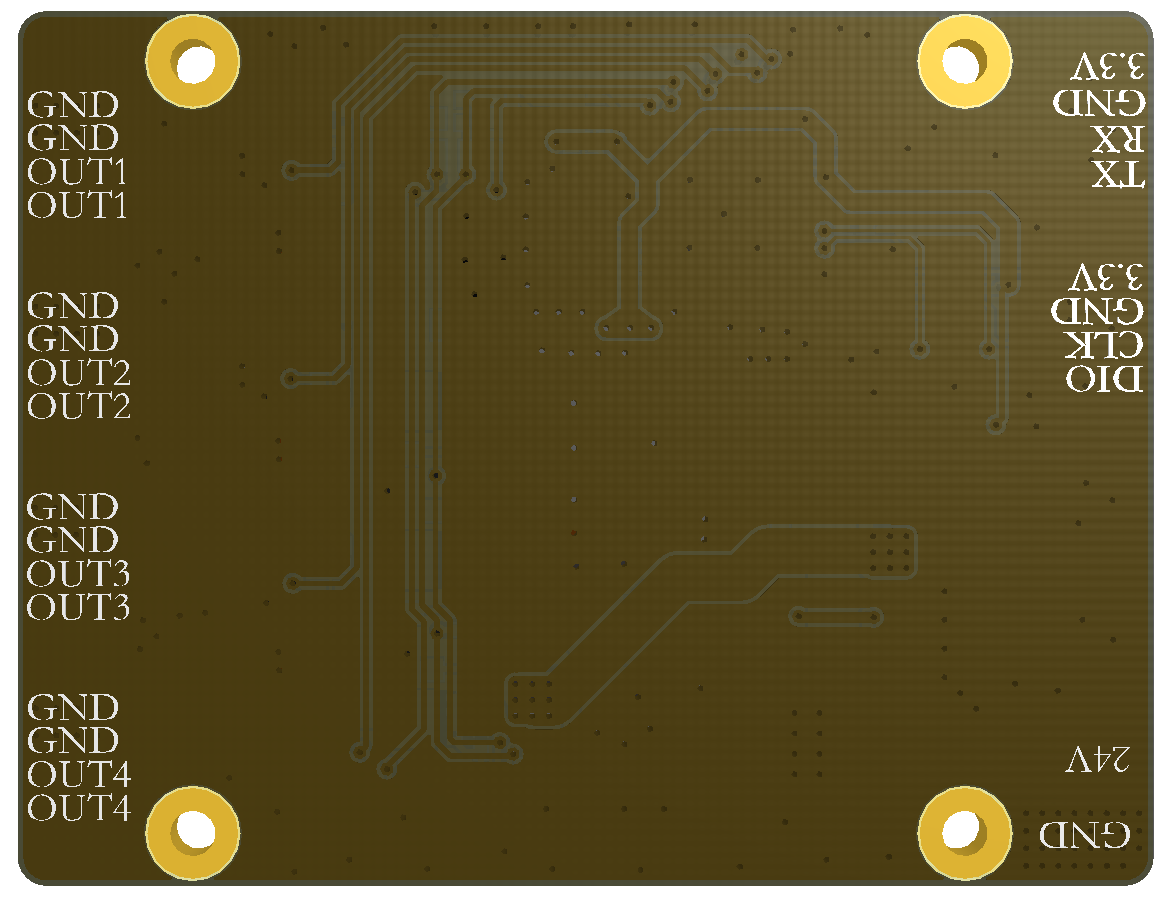 GND
GND
OUT1
OUT1
GND
GND
OUT2
OUT2
GND
GND
OUT3
OUT3
GND
GND
OUT4
OUT4
3.3V
GND
RX
TX
3.3V
GND
CLK
DIO
24V
GND